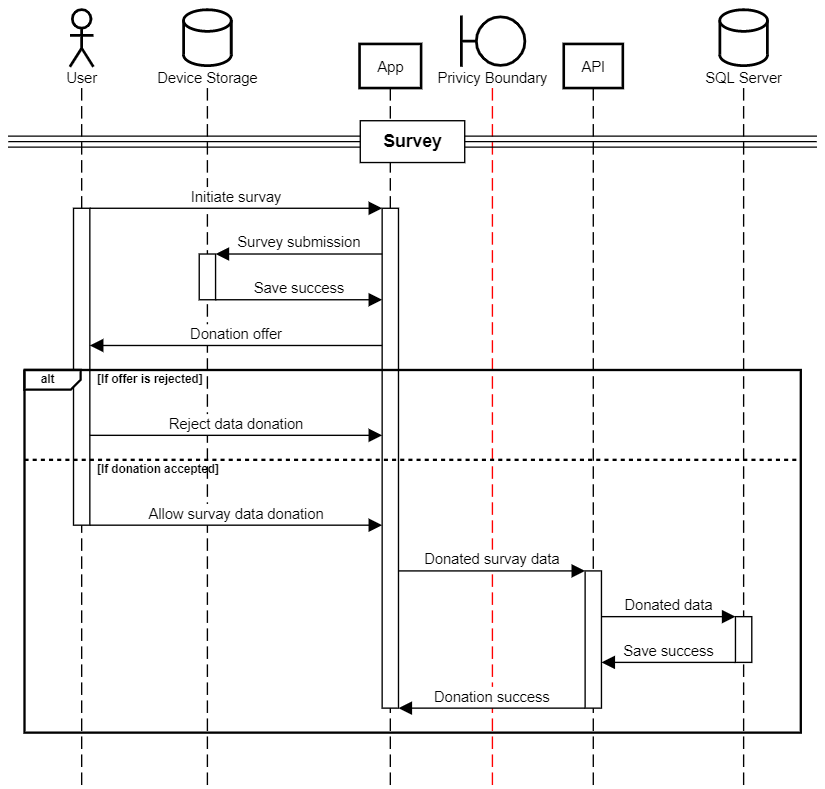 User
Device Storage
App
Privicy Boundary
API
SQL Server
Survey
Initiate survay
Survey submission
Save success
Donation offer
alt
[If offer is rejected]
Reject data donation
[If donation accepted]
Allow survay data donation
Donated survay data
Donated data
Save success
Donation success